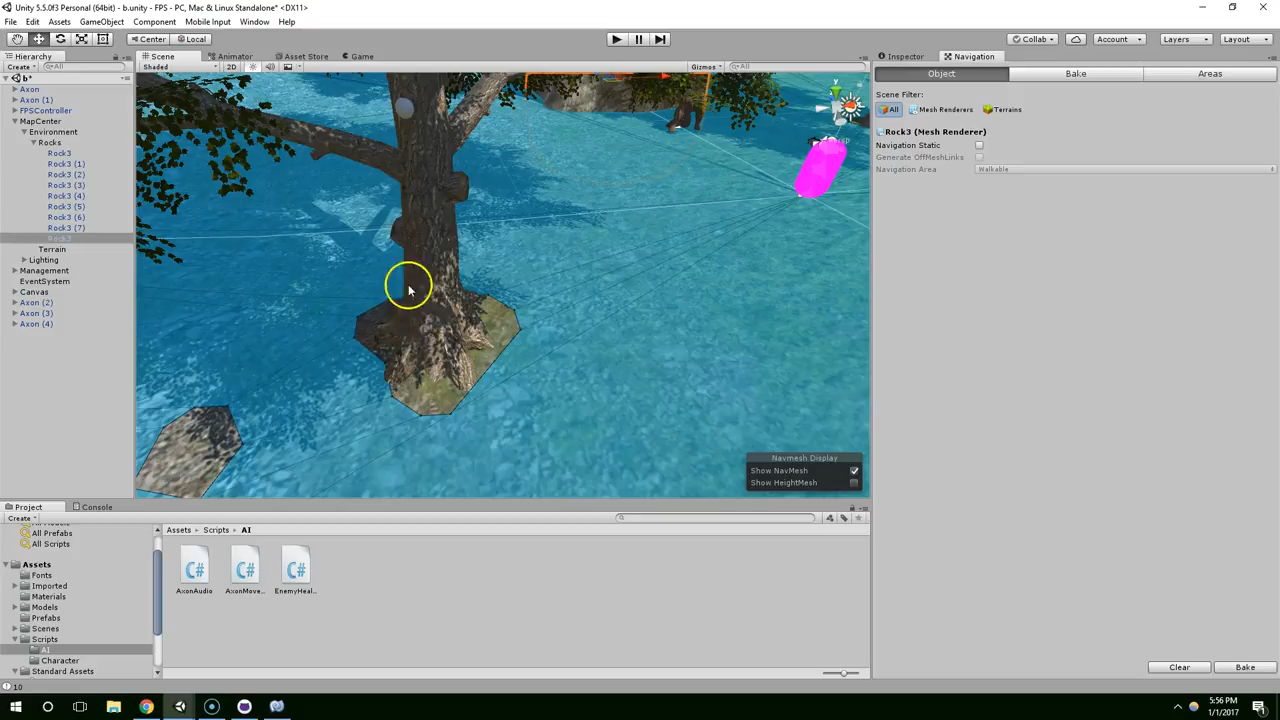 Unity 5.5.0f3 Personal (64bit) - b.unity - FPS - PC, Mac & Linux Standalone* <DX11>
File Edit Assets GameObject Component Mobile Input Window Help
Center Local Collab Account Layers Layout
Hierarchy Scene Animator Asset Store Game Inspector Navigation
Create All Shaded 2D Gizmos All Object Bake Areas
b*
Axon
Axon (1)
FPSController
MapCenter
Environment
Rocks
Rock3
Rock3 (1)
Rock3 (2)
Rock3 (3)
Rock3 (4)
Rock3 (5)
Rock3 (6)
Rock3 (7)
Rock3
Terrain
Lighting
Management
EventSystem
Canvas
Axon (2)
Axon (3)
Axon (4)
y
Persp
Scene Filter:
All Mesh Renderers Terrains
Rock3 (Mesh Renderer)
Navigation Static
Generate OffMeshLinks
Navigation Area Walkable
Navmesh Display
Show NavMesh
Show HeightMesh
Project Console
Create
All Prefabs
All Scripts
Assets
Fonts
Imported
Materials
Models
Prefabs
Scenes
Scripts
AI
Character
Standard Assets
Assets Scripts AI
C# C# C#
AxonAudio AxonMove... EnemyHeal...
Clear Bake
10
5:56 PM
1/1/2017